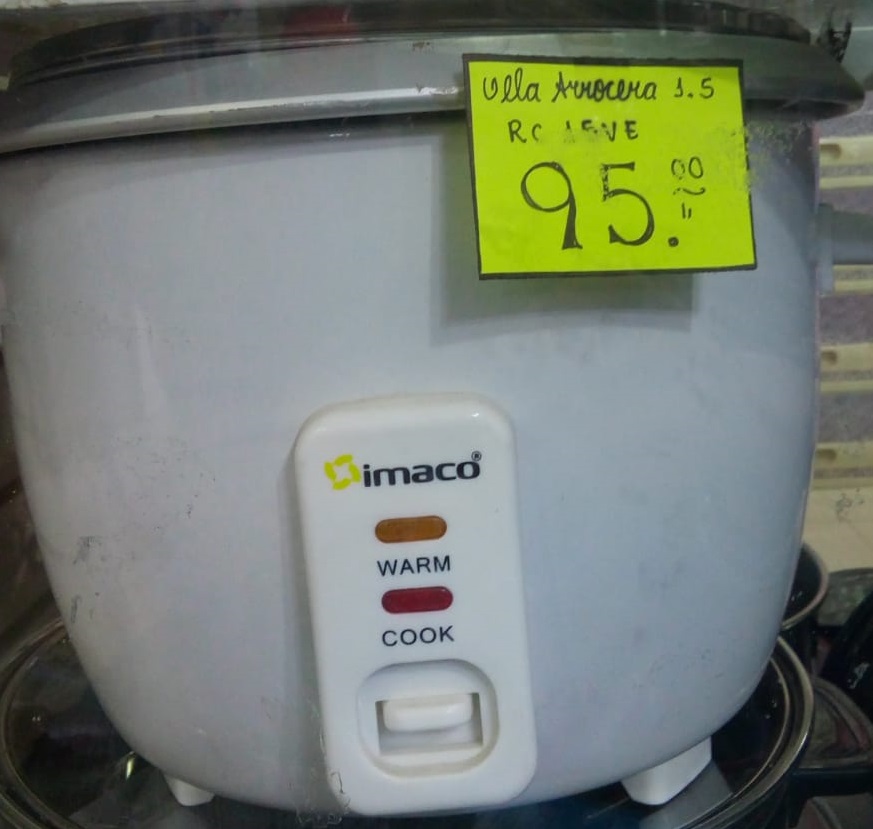 Olla Arrocera 1.5
95.00
imaco®
WARM
COOK